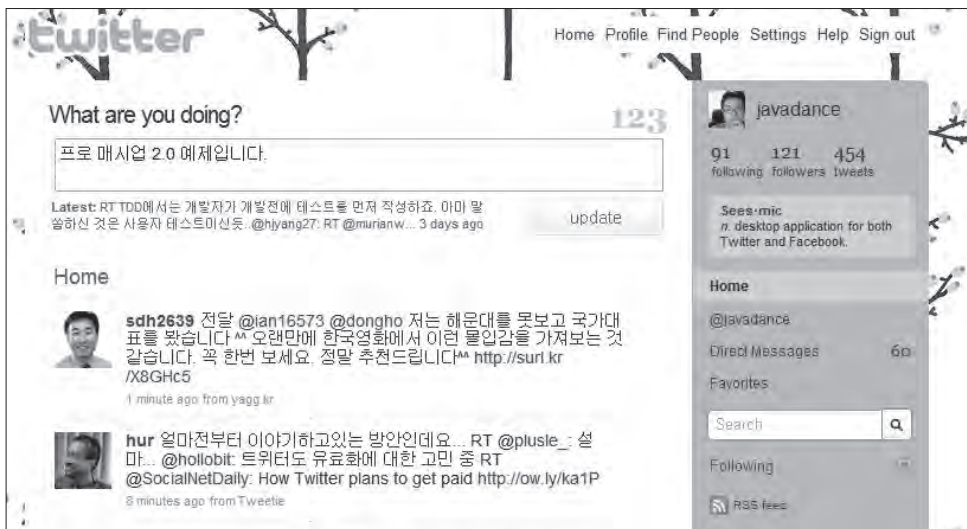 twitter
Home Profile Find People Settings Help Sign out
What are you doing?
123
프로 매시업 2.0 예제입니다.
Latest: RT TDD에서는 개발자가 개발전에 테스트를 먼저 작성하죠. 아마 말
씀하신 것은 사용자 테스트이신듯..@hjyang27: RT @murianw... 3 days ago
update
Home
sdh2639 전달 @ian16573 @dongho 저는 해운대를 못보고 국가대
표를 봤습니다 ^^ 오랜만에 한국영화에서 이런 몰입감을 가져보는 것
같습니다. 꼭 한번 보세요. 정말 추천드립니다^^ http://surl.kr
/X8GHc5
1 minute ago from yagg.kr
hur 얼마전부터 이야기하고있는 방안인데요... RT @plusle_: 설
마... @hollobit: 트위터도 유료화에 대한 고민 중 RT
@SocialNetDaily: How Twitter plans to get paid http://ow.ly/ka1P
8 minutes ago from Tweetie
javadance
91 121 454
following followers tweets
Sees·mic
n. desktop application for both
Twitter and Facebook.
Home
@javadance
Direct Messages 60
Favorites
Search
Following
RSS feed